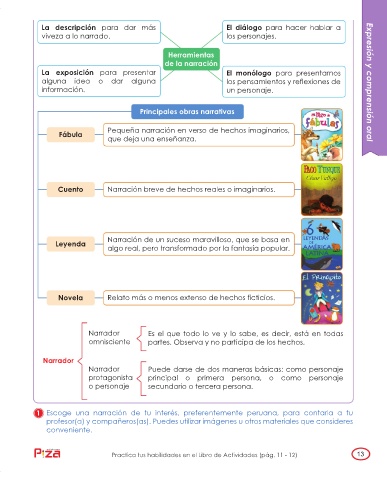 La descripción para dar más
viveza a lo narrado.
El diálogo para hacer hablar a
los personajes.
Herramientas
de la narración
La exposición para presentar
alguna idea o dar alguna
información.
El monólogo para presentarnos
los pensamientos y reflexiones de
un personaje.
Expresión y comprensión oral
Principales obras narrativas
Fábula
Pequeña narración en verso de hechos imaginarios,
que deja una enseñanza.
Fábulas
Cuento
Narración breve de hechos reales o imaginarios.
PACO YUNQUE
César Vallejo
Leyenda
Narración de un suceso maravilloso, que se basa en
algo real, pero transformado por la fantasía popular.
6
LEYENDAS
AMÉRICA
LATINA
Novela
Relato más o menos extenso de hechos ficticios.
El Principito
Narrador
Narrador
omnisciente
Es el que todo lo ve y lo sabe, es decir, está en todas
partes. Observa y no participa de los hechos.
Narrador
protagonista
o personaje
Puede darse de dos maneras básicas: como personaje
principal o primera persona, o como personaje
secundario o tercera persona.
1 Escoge una narración de tu interés, preferentemente peruana, para contarla a tu
profesor(a) y compañeros(as). Puedes utilizar imágenes u otros materiales que consideres
conveniente.
Pizá
Practica tus habilidades en el Libro de Actividades (pág. 11 - 12)
13